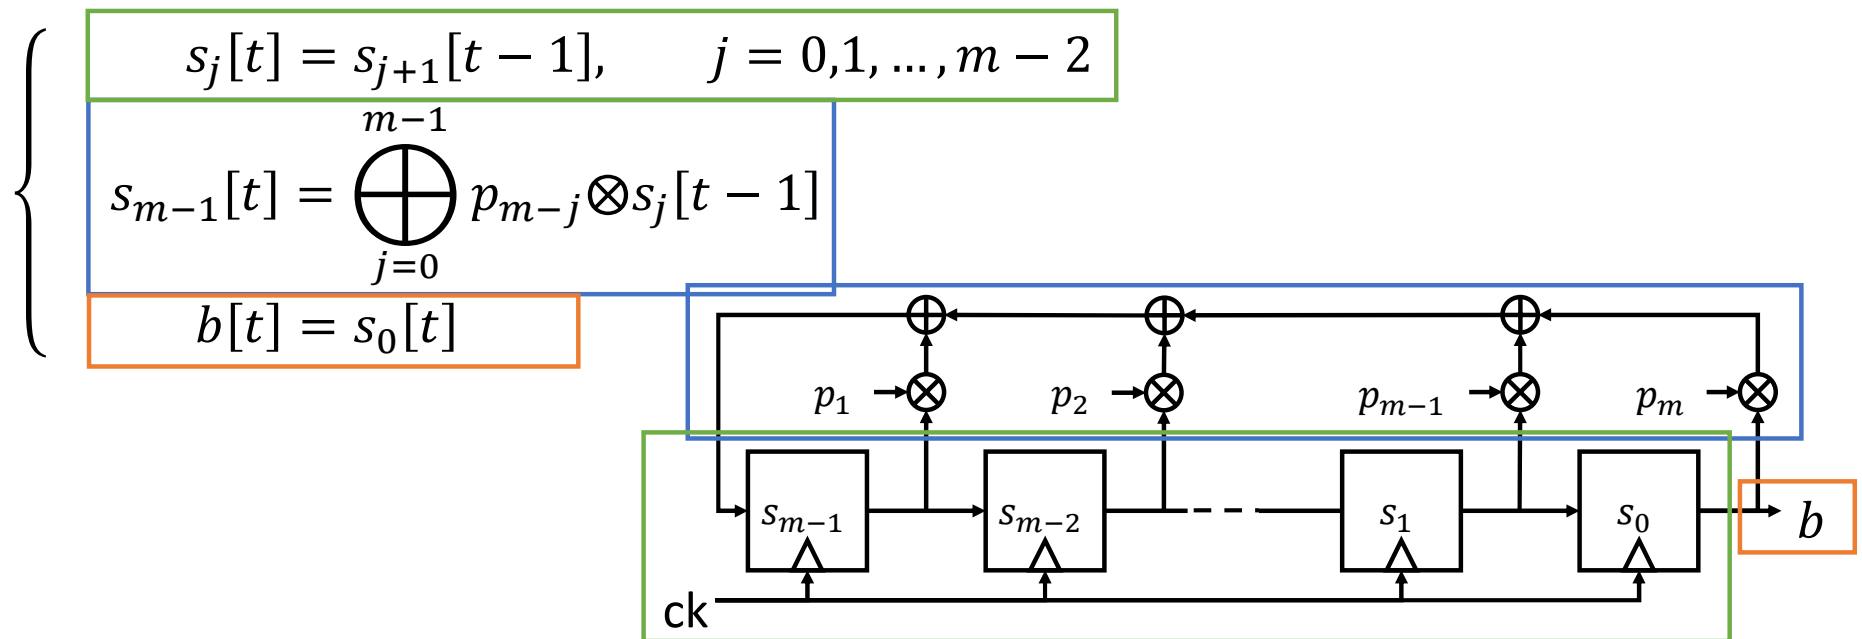 s_j[t] = s_{j+1}[t − 1], j = 0,1, … , m − 2
s_{m−1}[t] = ⨁_{j=0}^{m−1} p_{m−j}⊗s_j[t − 1]
b[t] = s_0[t]
p_1 p_2 p_{m−1} p_m
s_{m−1} s_{m−2} s_1 s_0 b
ck